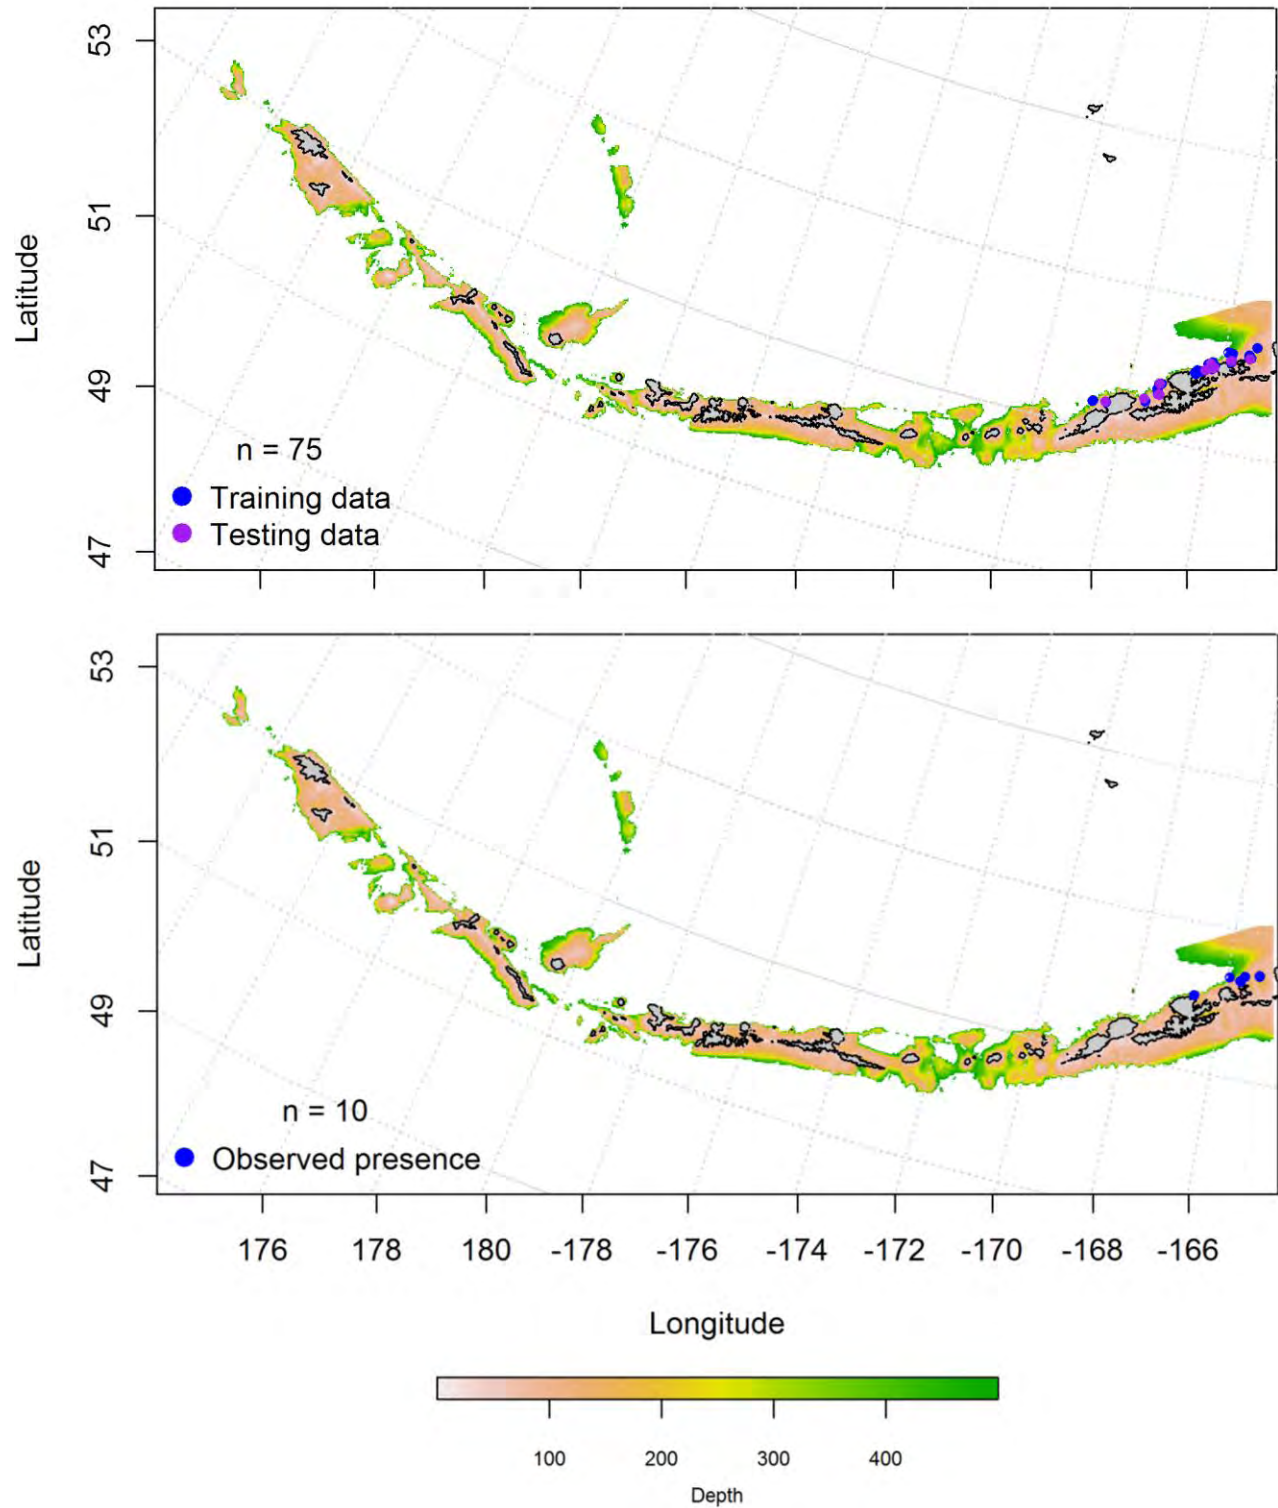 53
51
49
47
Latitude
n = 75
Training data
Testing data
53
51
49
47
Latitude
n = 10
Observed presence
176 178 180 -178 -176 -174 -172 -170 -168 -166
Longitude
100 200 300 400
Depth